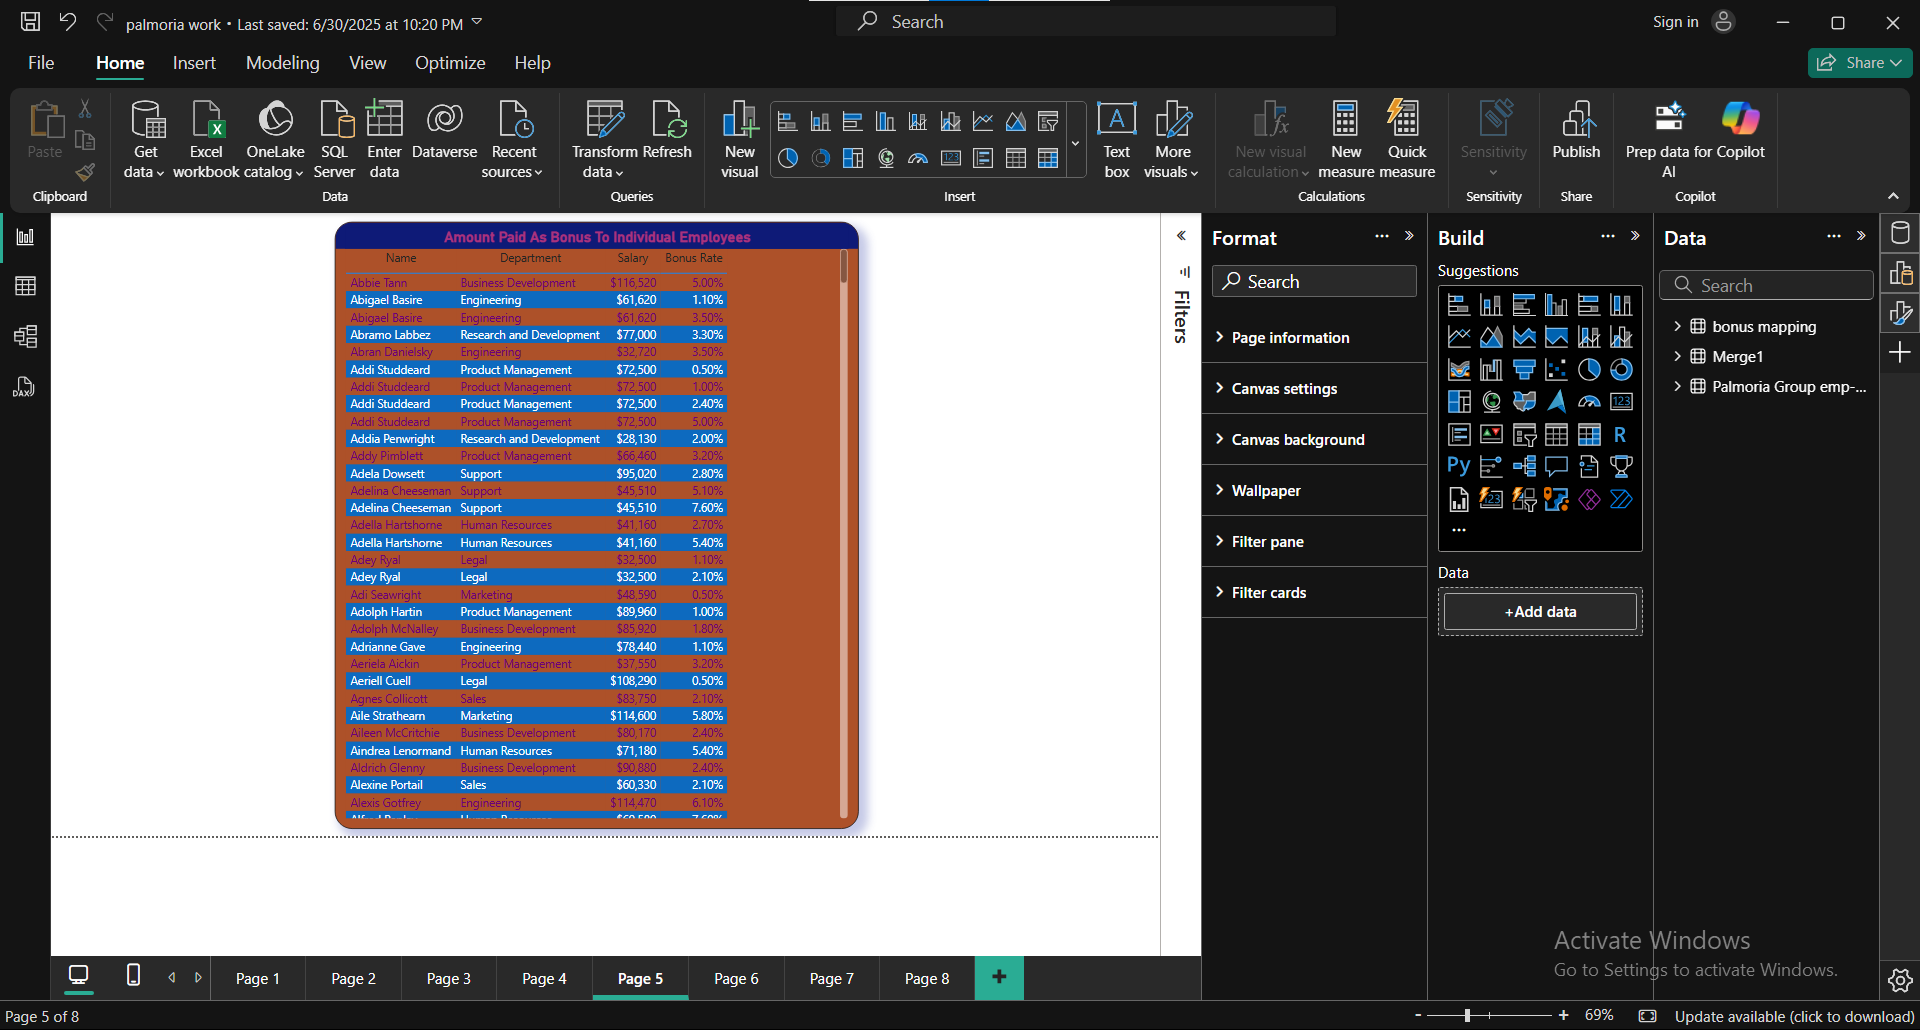 palmoria work • Last saved: 6/30/2025 at 10:20 PM
Search
Sign in
File Home Insert Modeling View Optimize Help
Share
Paste
Clipboard
Get data
Excel workbook
OneLake catalog
SQL Server
Enter data
Dataverse
Recent sources
Data
Transform data
Refresh
Queries
New visual
Text box
More visuals
Insert
New visual calculation
New measure
Quick measure
Calculations
Sensitivity
Sensitivity
Publish
Share
Prep data for AI
Copilot
Copilot
DAX
Amount Paid As Bonus To Individual Employees
Name Department Salary Bonus Rate
Abbie Tann Business Development $116,520 5.00%
Abigael Basire Engineering $61,620 1.10%
Abigael Basire Engineering $61,620 3.50%
Abramo Labbez Research and Development $77,000 3.30%
Abran Danielsky Engineering $32,720 3.50%
Addi Studdeard Product Management $72,500 0.50%
Addi Studdeard Product Management $72,500 1.00%
Addi Studdeard Product Management $72,500 2.40%
Addi Studdeard Product Management $72,500 5.00%
Addia Penwright Research and Development $28,130 2.00%
Addy Pimblett Product Management $66,460 3.20%
Adela Dowsett Support $95,020 2.80%
Adelina Cheeseman Support $45,510 5.10%
Adelina Cheeseman Support $45,510 7.60%
Adella Hartshorne Human Resources $41,160 2.70%
Adella Hartshorne Human Resources $41,160 5.40%
Adey Ryal Legal $32,500 1.10%
Adey Ryal Legal $32,500 2.10%
Adi Seawright Marketing $48,590 0.50%
Adolph Hartin Product Management $89,960 1.00%
Adolph McNalley Business Development $85,920 1.80%
Adrianne Gave Engineering $78,440 1.10%
Aeriela Aickin Product Management $37,550 3.20%
Aeriell Cuell Legal $108,290 0.50%
Agnes Collicott Sales $83,750 2.10%
Aile Strathearn Marketing $114,600 5.80%
Aileen McCritchie Business Development $80,170 2.40%
Aindrea Lenormand Human Resources $71,180 5.40%
Aldrich Glenny Business Development $90,880 2.40%
Alexine Portail Sales $60,330 2.10%
Alexis Gotfrey Engineering $114,470 6.10%
Filters
Format
Search
Page information
Canvas settings
Canvas background
Wallpaper
Filter pane
Filter cards
Build
Suggestions
123
R
Py
123
Data
+Add data
Data
Search
bonus mapping
Merge1
Palmoria Group emp-...
Activate Windows
Go to Settings to activate Windows.
Page 1 Page 2 Page 3 Page 4 Page 5 Page 6 Page 7 Page 8 +
Page 5 of 8
- + 69%
Update available (click to download)